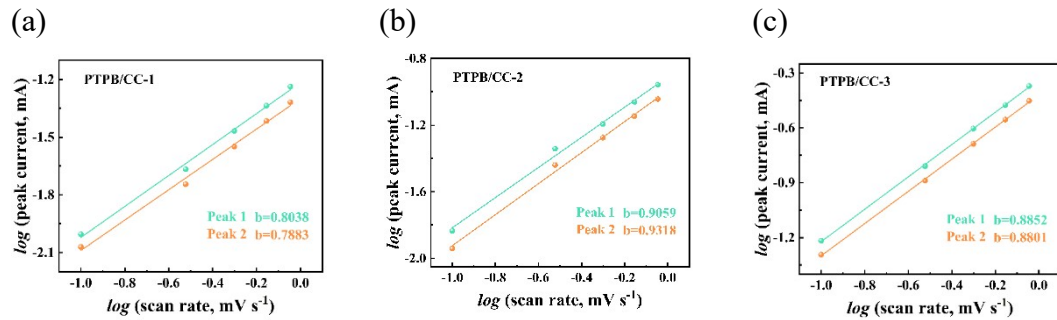 (a)
PTPB/CC-1
log (peak current, mA)
-1.2
-1.5
-1.8
-2.1
Peak 1 b=0.8038
Peak 2 b=0.7883
-1.0 -0.8 -0.6 -0.4 -0.2 0.0
log (scan rate, mV s⁻¹)
(b)
PTPB/CC-2
log (peak current, mA)
-0.8
-1.2
-1.6
-2.0
Peak 1 b=0.9059
Peak 2 b=0.9318
-1.0 -0.8 -0.6 -0.4 -0.2 0.0
log (scan rate, mV s⁻¹)
(c)
PTPB/CC-3
log (peak current, mA)
-0.3
-0.6
-0.9
-1.2
Peak 1 b=0.8852
Peak 2 b=0.8801
-1.0 -0.8 -0.6 -0.4 -0.2 0.0
log (scan rate, mV s⁻¹)